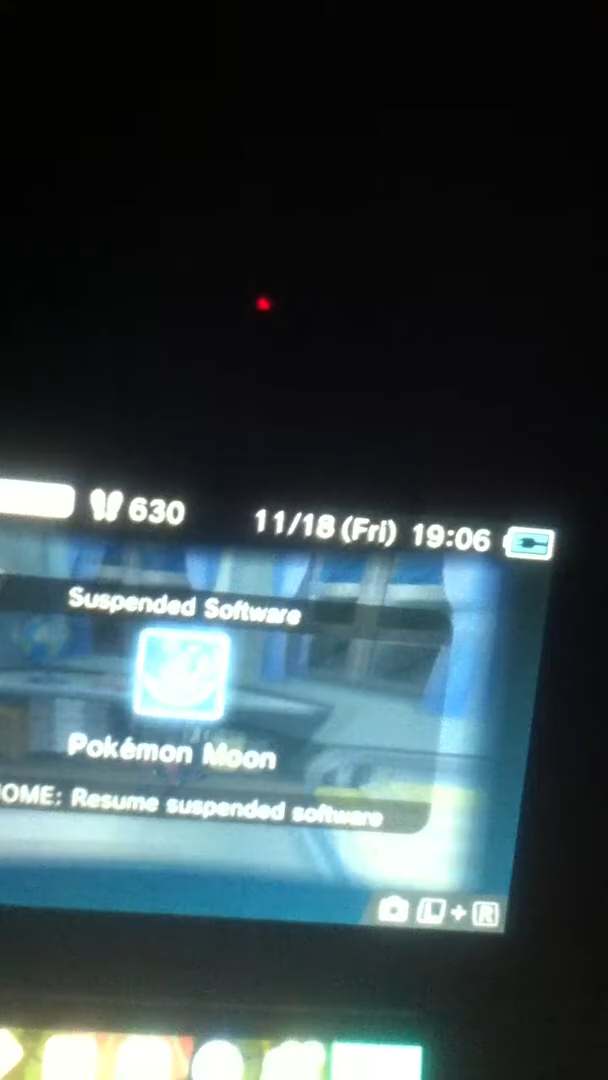 630 11/18 (Fri) 19:06
Suspended Software
Pokémon Moon
OME: Resume suspended software
L + R